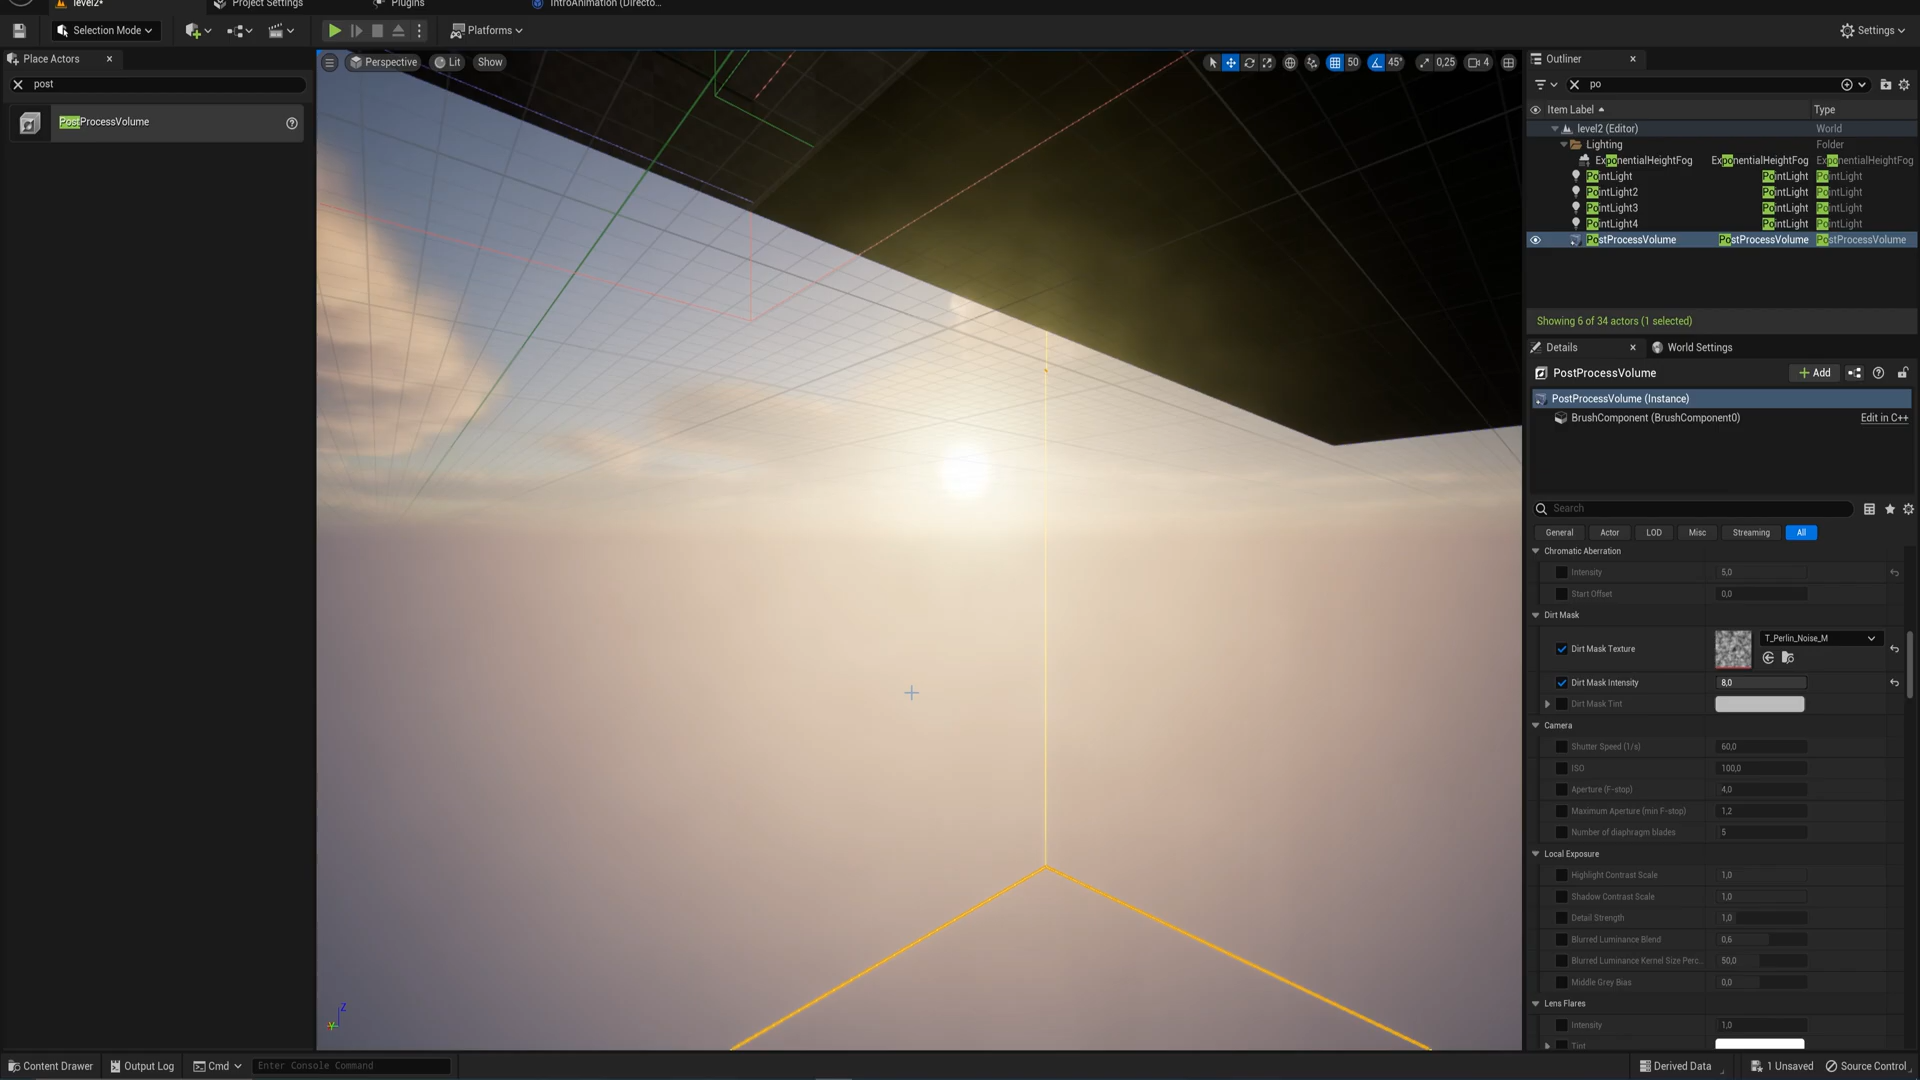 level2*
Project Settings
Plugins
IntroAnimation (Directo...
Selection Mode
Platforms
Settings
Place Actors
post
PostProcessVolume
Perspective
Lit
Show
50
45°
0,25
4
Outliner
po
Item Label
Type
level2 (Editor)
World
Lighting
Folder
ExponentialHeightFog
ExponentialHeightFog
ExponentialHeightFog
PointLight
PointLight
PointLight
PointLight2
PointLight
PointLight
PointLight3
PointLight
PointLight
PointLight4
PointLight
PointLight
PostProcessVolume
PostProcessVolume
PostProcessVolume
Showing 6 of 34 actors (1 selected)
Details
World Settings
PostProcessVolume
+ Add
PostProcessVolume (Instance)
BrushComponent (BrushComponent0)
Edit in C++
Search
General
Actor
LOD
Misc
Streaming
All
Chromatic Aberration
Intensity
5,0
Start Offset
0,0
Dirt Mask
Dirt Mask Texture
T_Perlin_Noise_M
Dirt Mask Intensity
8,0
Dirt Mask Tint
Camera
Shutter Speed (1/s)
60,0
ISO
100,0
Aperture (F-stop)
4,0
Maximum Aperture (min F-stop)
1,2
Number of diaphragm blades
5
Local Exposure
Highlight Contrast Scale
1,0
Shadow Contrast Scale
1,0
Detail Strength
1,0
Blurred Luminance Blend
0,6
Blurred Luminance Kernel Size Perc...
50,0
Middle Grey Bias
0,0
Lens Flares
Intensity
1,0
Tint
Z
Y
Content Drawer
Output Log
Cmd
Enter Console Command
Derived Data
1 Unsaved
Source Control